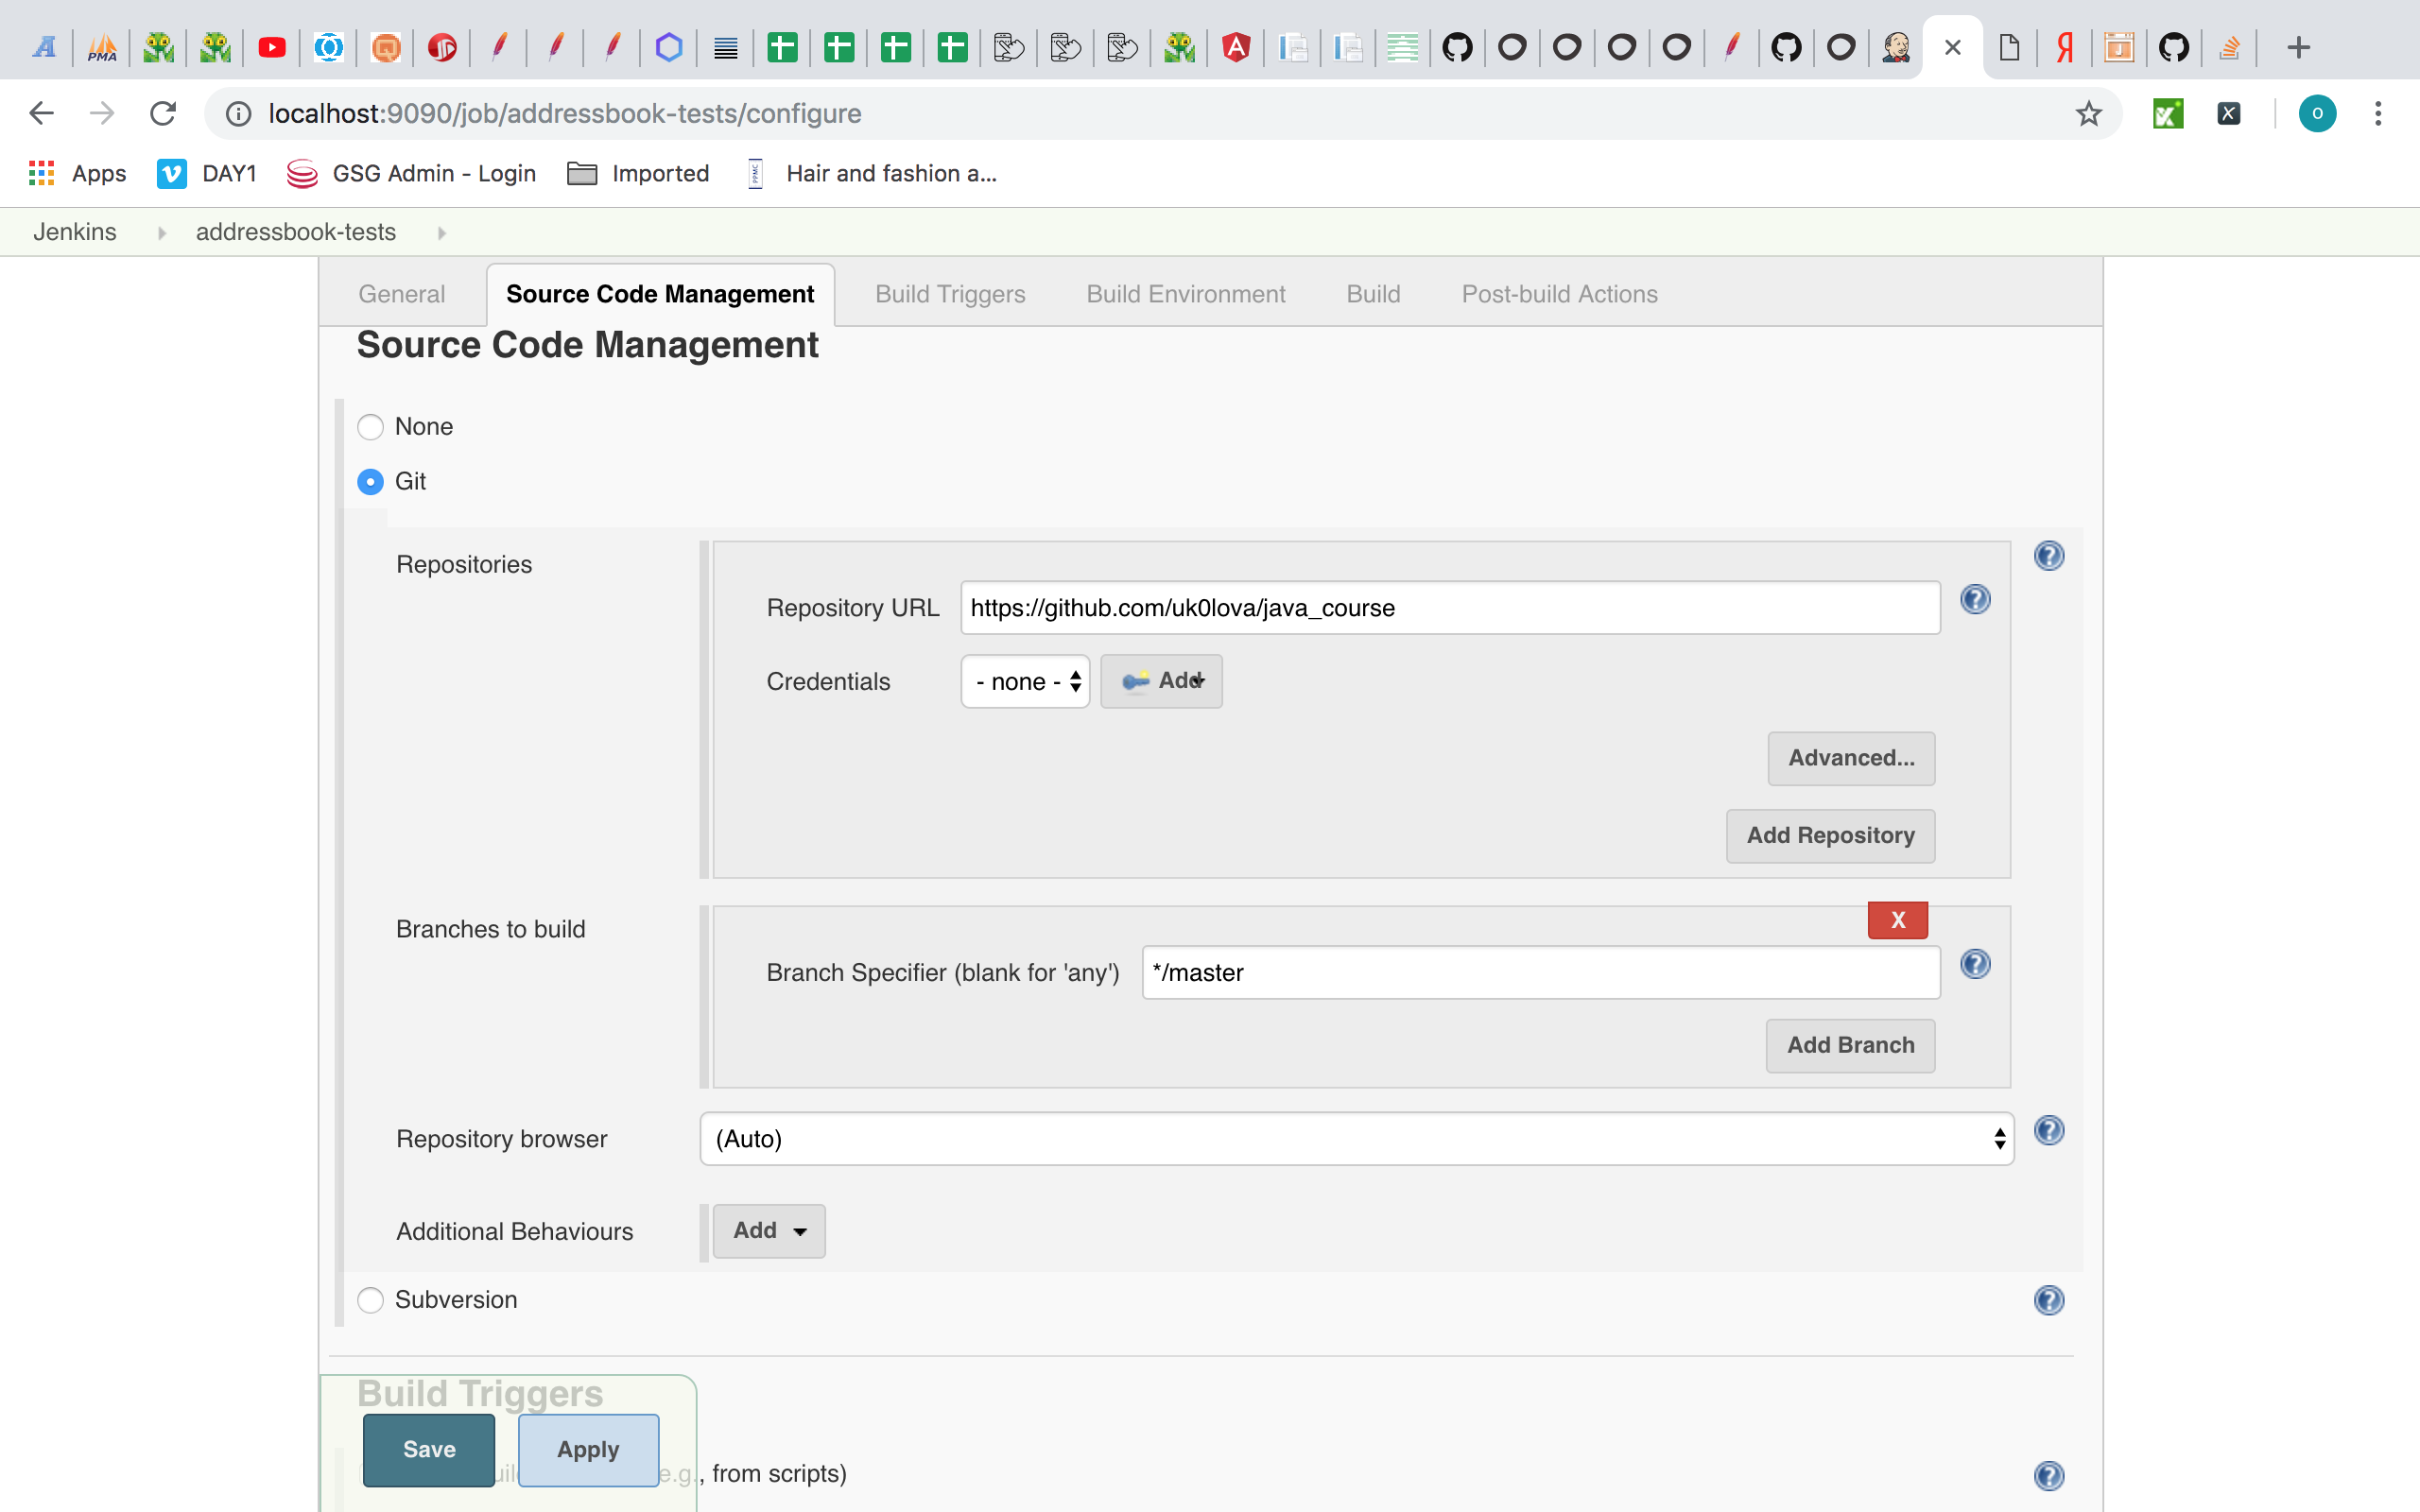 PMA
localhost:9090/job/addressbook-tests/configure
o
Apps
DAY1
GSG Admin - Login
Imported
PPMC
Hair and fashion a...
Jenkins
addressbook-tests
General
Source Code Management
Build Triggers
Build Environment
Build
Post-build Actions
Source Code Management
None
Git
Repositories
Repository URL
https://github.com/uk0lova/java_course
Credentials
- none -
Add
Advanced...
Add Repository
Branches to build
X
Branch Specifier (blank for 'any')
*/master
Add Branch
Repository browser
(Auto)
Additional Behaviours
Add
Subversion
Build Triggers
Save
Apply
e.g., from scripts)